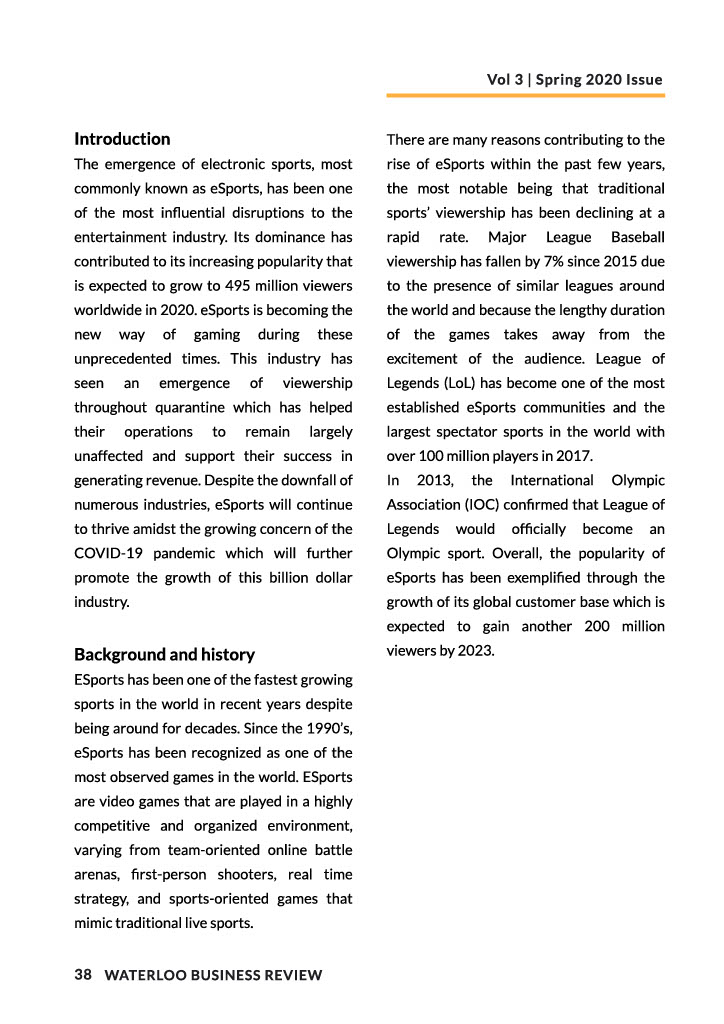 Vol 3 | Spring 2020 Issue
Introduction
The emergence of electronic sports, most
commonly known as eSports, has been one
of the most influential disruptions to the
entertainment industry. Its dominance has
contributed to its increasing popularity that
is expected to grow to 495 million viewers
worldwide in 2020. eSports is becoming the
new way of gaming during these
unprecedented times. This industry has
seen an emergence of viewership
throughout quarantine which has helped
their operations to remain largely
unaffected and support their success in
generating revenue. Despite the downfall of
numerous industries, eSports will continue
to thrive amidst the growing concern of the
COVID-19 pandemic which will further
promote the growth of this billion dollar
industry.
Background and history
ESports has been one of the fastest growing
sports in the world in recent years despite
being around for decades. Since the 1990’s,
eSports has been recognized as one of the
most observed games in the world. ESports
are video games that are played in a highly
competitive and organized environment,
varying from team-oriented online battle
arenas, first-person shooters, real time
strategy, and sports-oriented games that
mimic traditional live sports.
There are many reasons contributing to the
rise of eSports within the past few years,
the most notable being that traditional
sports’ viewership has been declining at a
rapid rate. Major League Baseball
viewership has fallen by 7% since 2015 due
to the presence of similar leagues around
the world and because the lengthy duration
of the games takes away from the
excitement of the audience. League of
Legends (LoL) has become one of the most
established eSports communities and the
largest spectator sports in the world with
over 100 million players in 2017.
In 2013, the International Olympic
Association (IOC) confirmed that League of
Legends would officially become an
Olympic sport. Overall, the popularity of
eSports has been exemplified through the
growth of its global customer base which is
expected to gain another 200 million
viewers by 2023.
38 WATERLOO BUSINESS REVIEW